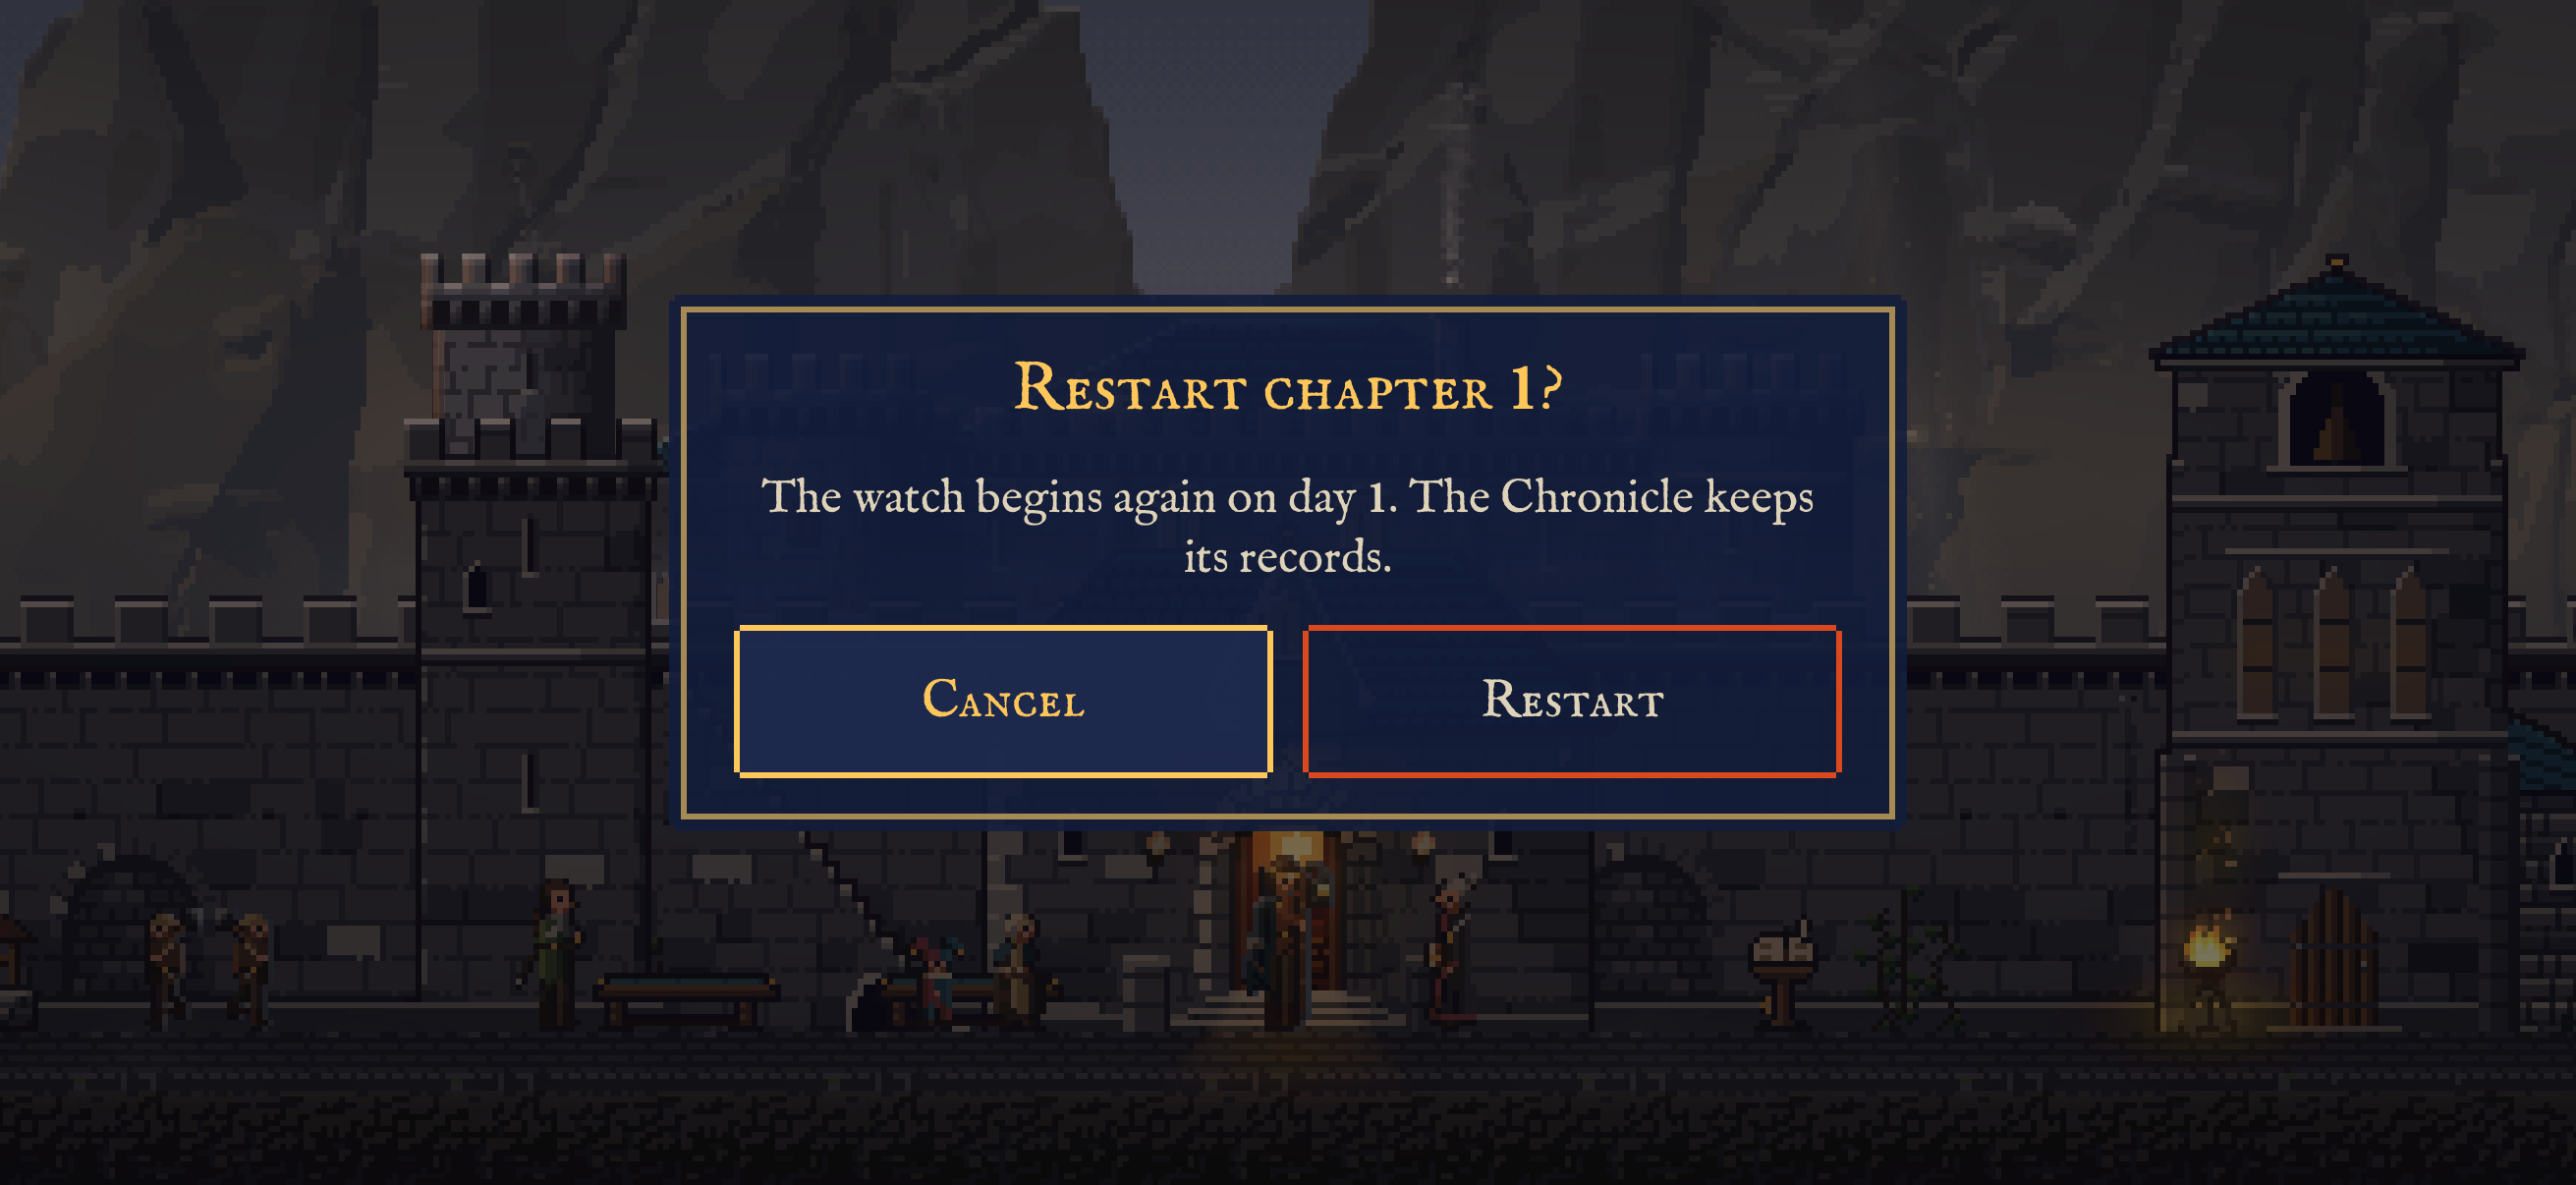 Restart chapter 1?
The watch begins again on day 1. The Chronicle keeps
its records.
Cancel
Restart